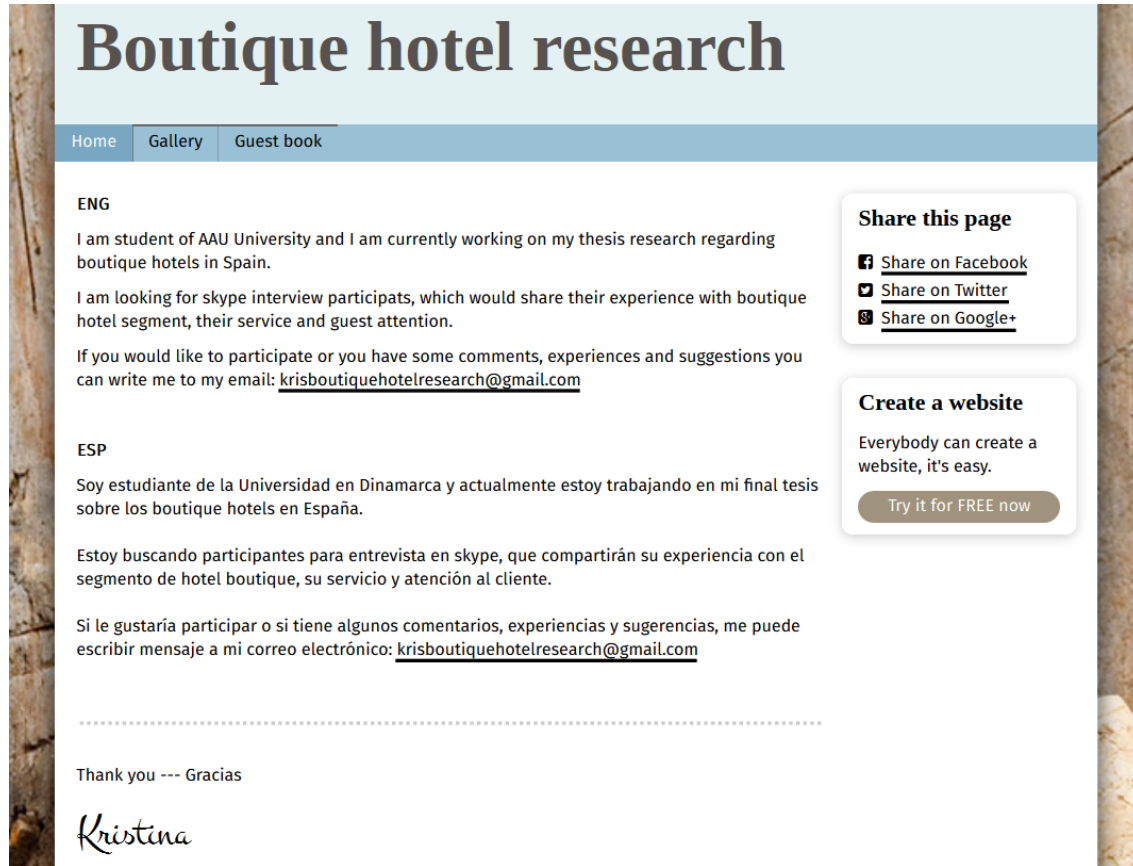 Boutique hotel research
Home Gallery Guest book
ENG
I am student of AAU University and I am currently working on my thesis research regarding
boutique hotels in Spain.
I am looking for skype interview participats, which would share their experience with boutique
hotel segment, their service and guest attention.
If you would like to participate or you have some comments, experiences and suggestions you
can write me to my email: krisboutiquehotelresearch@gmail.com
ESP
Soy estudiante de la Universidad en Dinamarca y actualmente estoy trabajando en mi final tesis
sobre los boutique hotels en España.
Estoy buscando participantes para entrevista en skype, que compartirán su experiencia con el
segmento de hotel boutique, su servicio y atención al cliente.
Si le gustaría participar o si tiene algunos comentarios, experiencias y sugerencias, me puede
escribir mensaje a mi correo electrónico: krisboutiquehotelresearch@gmail.com
Thank you --- Gracias
Kristina
Share this page
Share on Facebook
Share on Twitter
Share on Google+
Create a website
Everybody can create a
website, it's easy.
Try it for FREE now